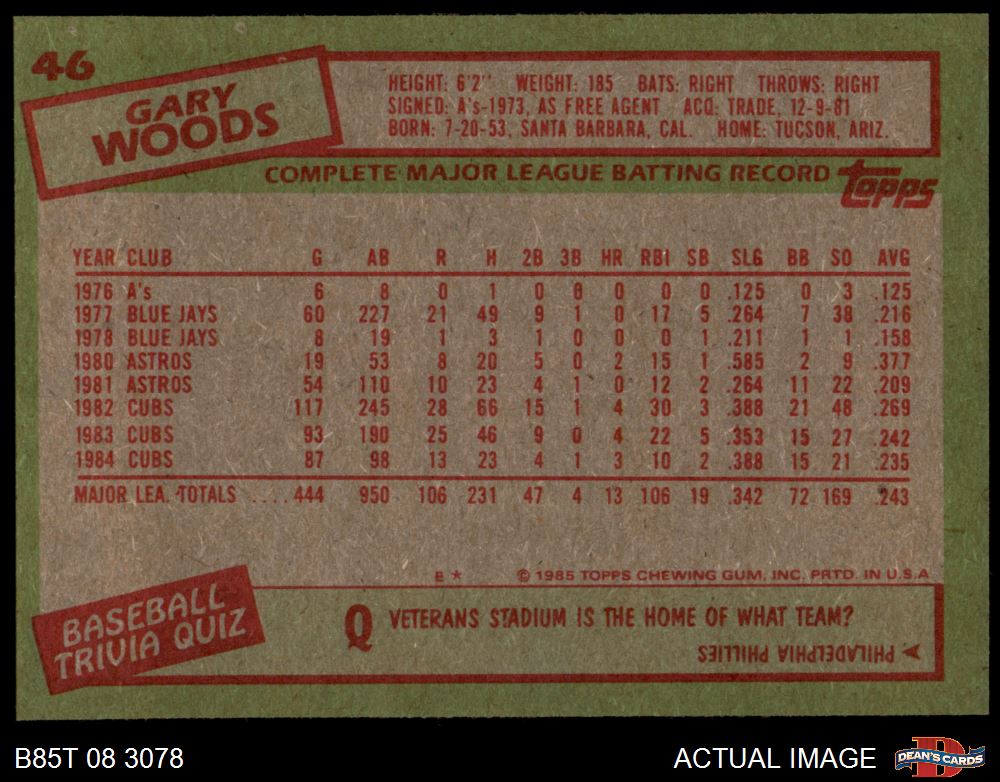 46
GARY
WOODS
HEIGHT: 6'2" WEIGHT: 185 BATS: RIGHT THROWS: RIGHT
SIGNED: A's-1973, AS FREE AGENT ACQ: TRADE, 12-9-81
BORN: 7-20-53, SANTA BARBARA, CAL. HOME: TUCSON, ARIZ.
COMPLETE MAJOR LEAGUE BATTING RECORD topps
YEAR CLUB G AB R H 2B 3B HR RBI SB SLG BB SO AVG
1976 A's 6 8 0 1 0 0 0 0 0 .125 0 3 .125
1977 BLUE JAYS 60 227 21 49 9 1 0 17 5 .264 7 38 .216
1978 BLUE JAYS 8 19 1 3 1 0 0 0 1 .211 1 1 .158
1980 ASTROS 19 53 8 20 5 0 2 15 1 .585 2 9 .377
1981 ASTROS 54 110 10 23 4 1 0 12 2 .264 11 22 .209
1982 CUBS 117 245 28 66 15 1 4 30 3 .388 21 48 .269
1983 CUBS 93 190 25 46 9 0 4 22 5 .353 15 27 .242
1984 CUBS 87 98 13 23 4 1 3 10 2 .388 15 21 .235
MAJOR LEA. TOTALS ....444 950 106 231 47 4 13 106 19 .342 72 169 .243
E * © 1985 TOPPS CHEWING GUM, INC. PRTD. IN U.S.A
BASEBALL
TRIVIA QUIZ
Q VETERANS STADIUM IS THE HOME OF WHAT TEAM?
PHILADELPHIA PHILLIES
B85T 08 3078 ACTUAL IMAGE D DEAN'S CARDS